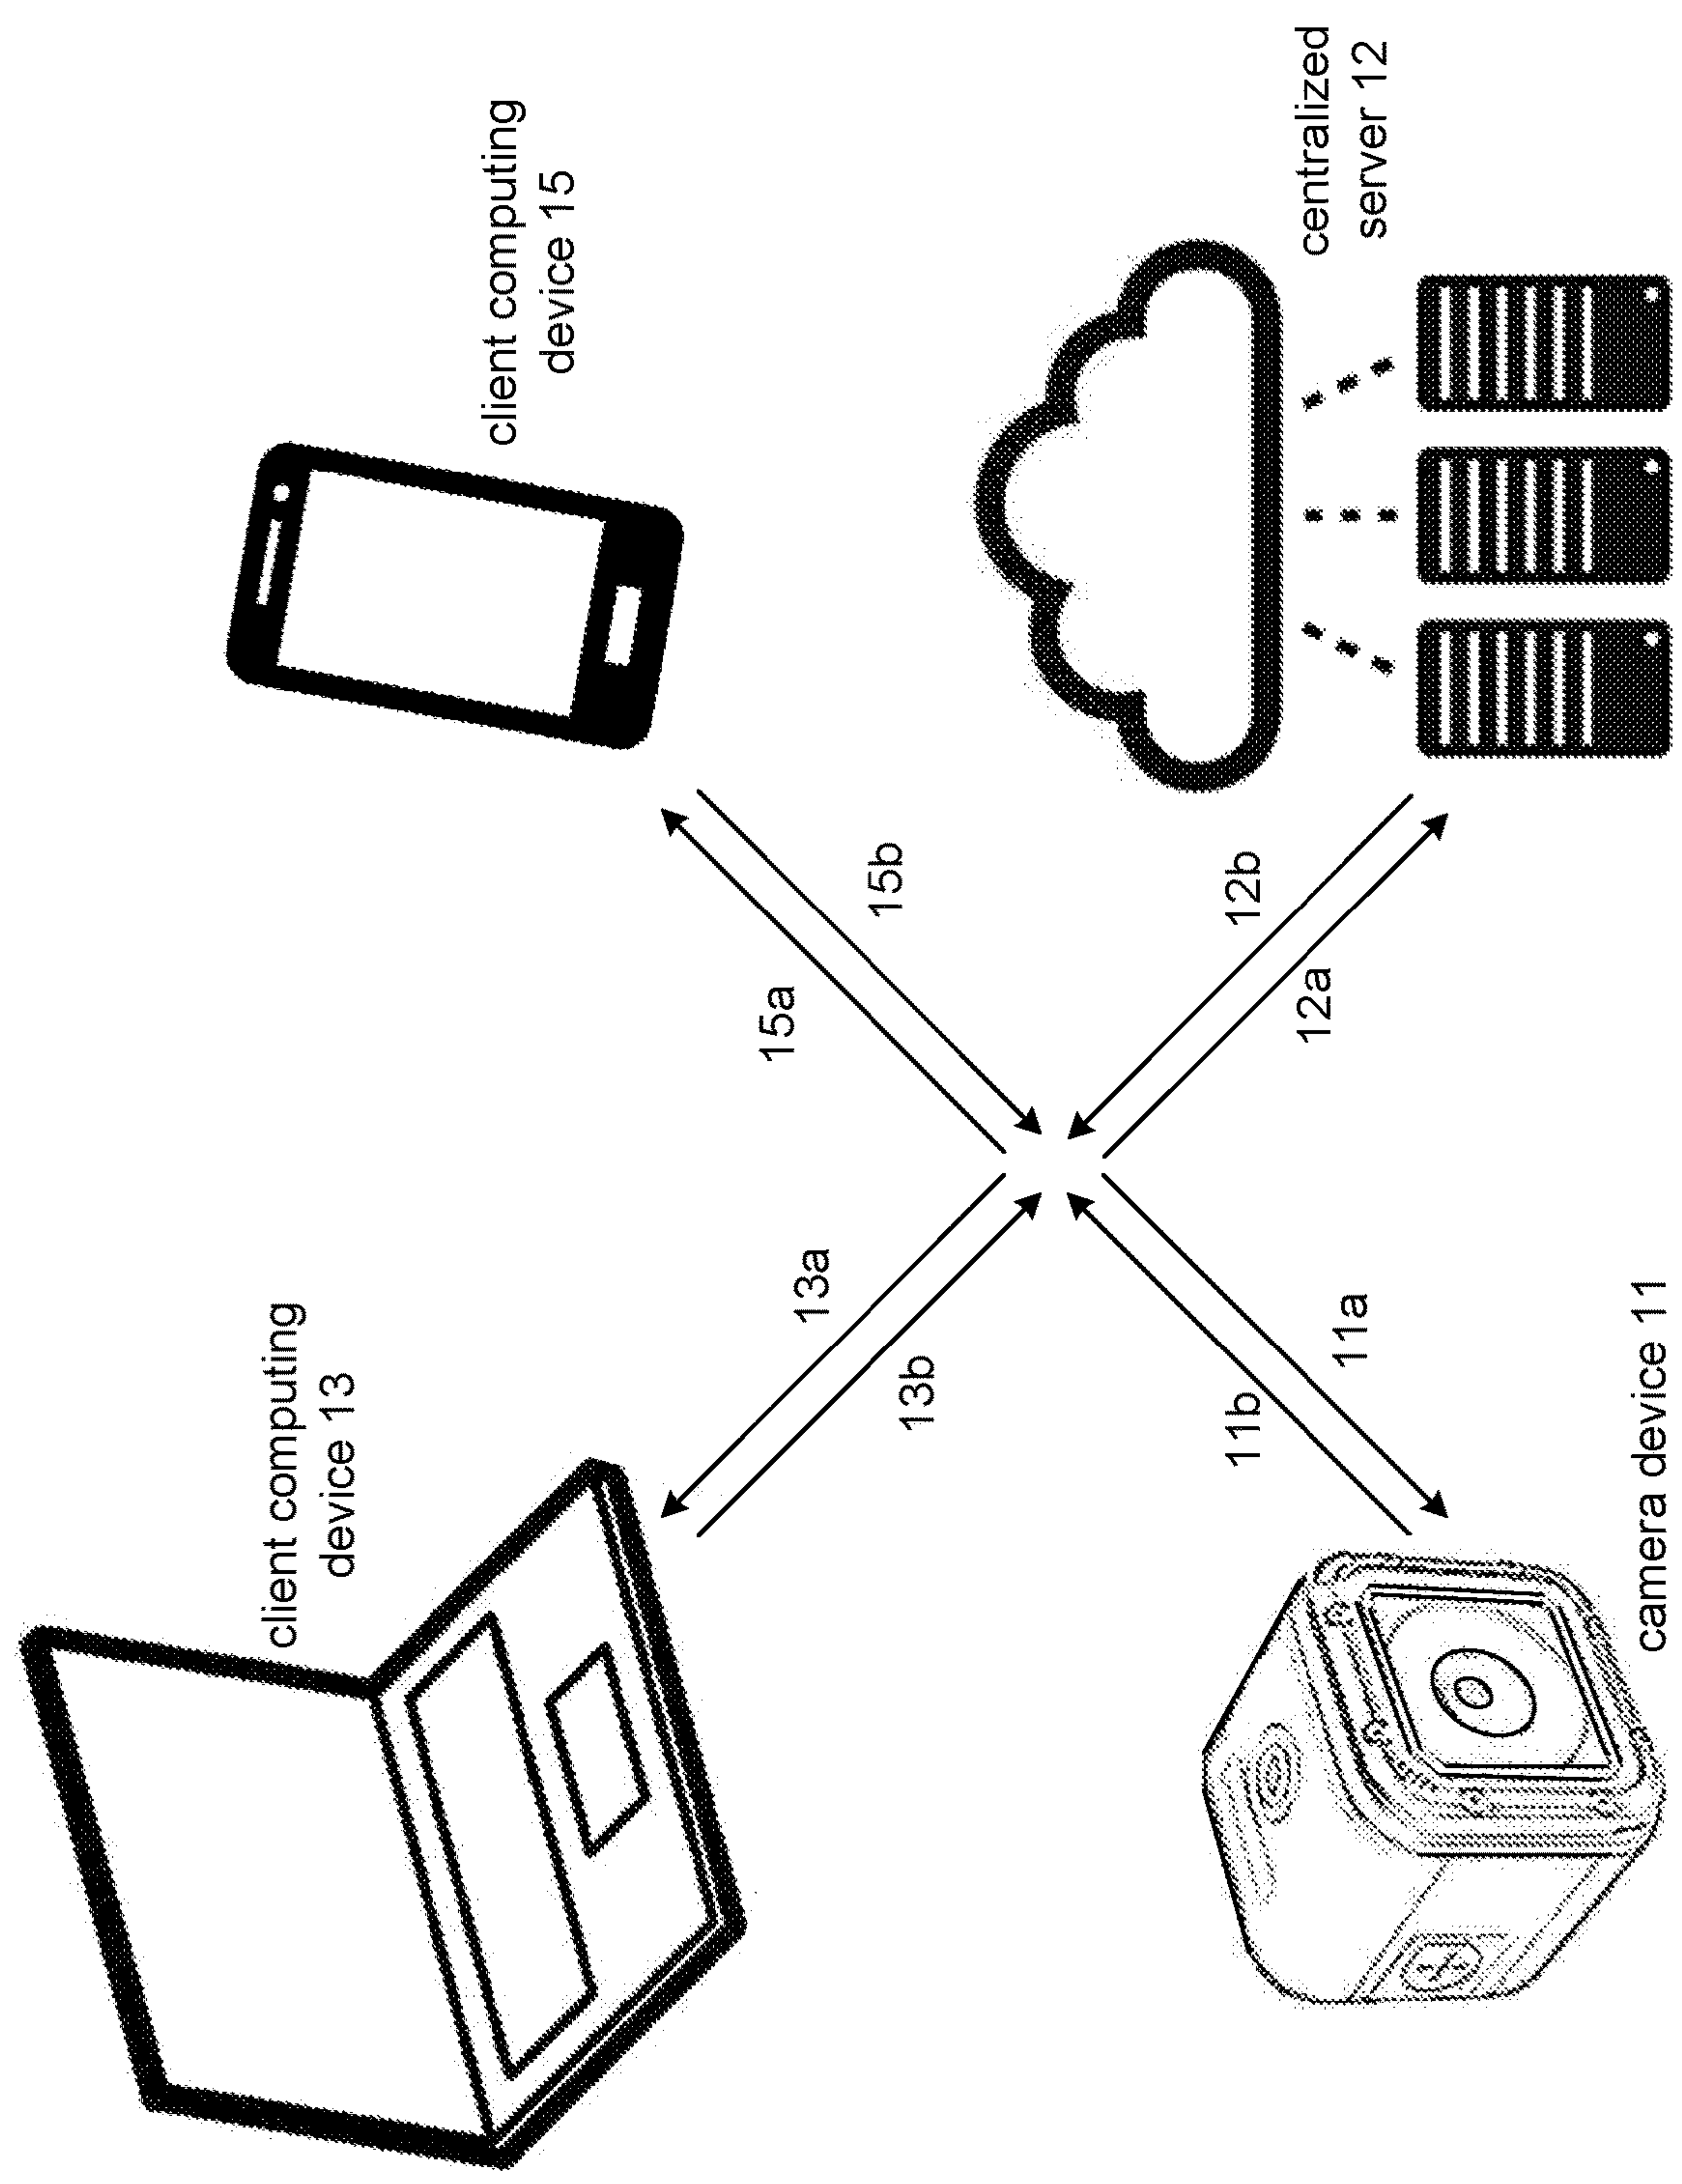 client computing
device 13
client computing
device 15
13a
13b
15a
15b
11b
11a
12b
12a
camera device 11
centralized
server 12